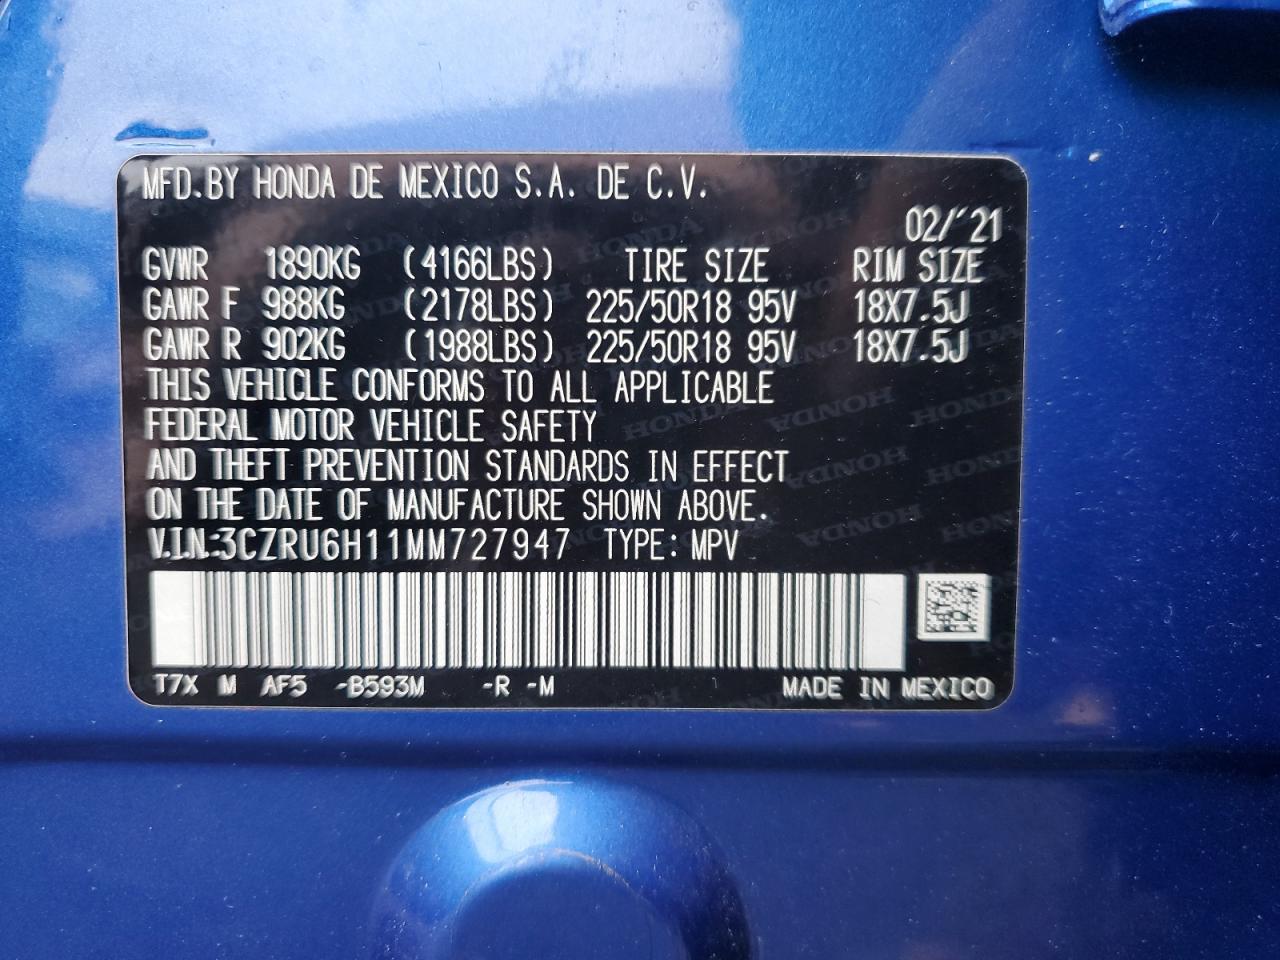 MFD.BY HONDA DE MEXICO S.A. DE C.V.
02/'21
GVWR 1890KG (4166LBS) TIRE SIZE RIM SIZE
GAWR F 988KG (2178LBS) 225/50R18 95V 18X7.5J
GAWR R 902KG (1988LBS) 225/50R18 95V 18X7.5J
THIS VEHICLE CONFORMS TO ALL APPLICABLE
FEDERAL MOTOR VEHICLE SAFETY
AND THEFT PREVENTION STANDARDS IN EFFECT
ON THE DATE OF MANUFACTURE SHOWN ABOVE.
V.I.N:3CZRU6H11MM727947 TYPE: MPV
T7X M AF5 -B593M -R -M MADE IN MEXICO